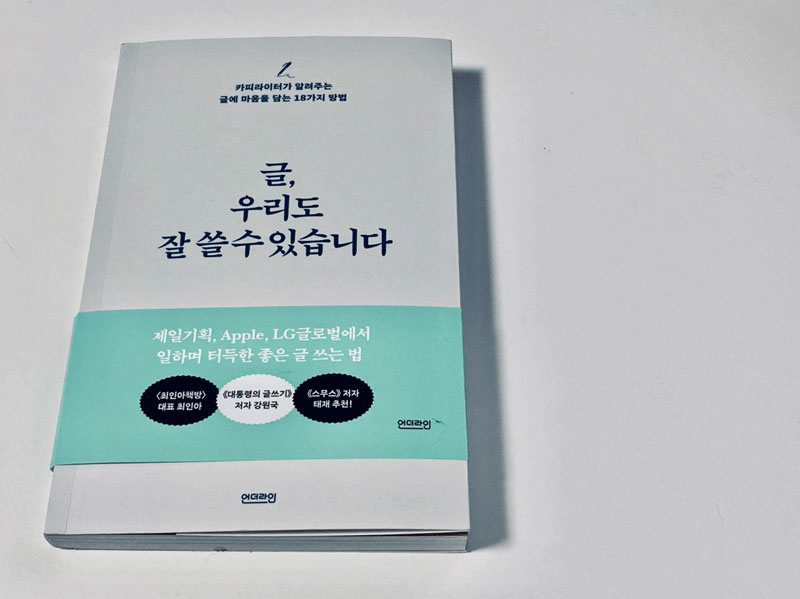 카피라이터가 알려주는
글에 마음을 담는 18가지 방법
글,
우리도
잘 쓸 수 있습니다
제일기획, Apple, LG글로벌에서
일하며 터득한 좋은 글 쓰는 법
〈최인아책방〉
대표 최인아
《대통령의 글쓰기》
저자 강원국
《스무스》 저자
태재 추천!
언더라인
언더라인